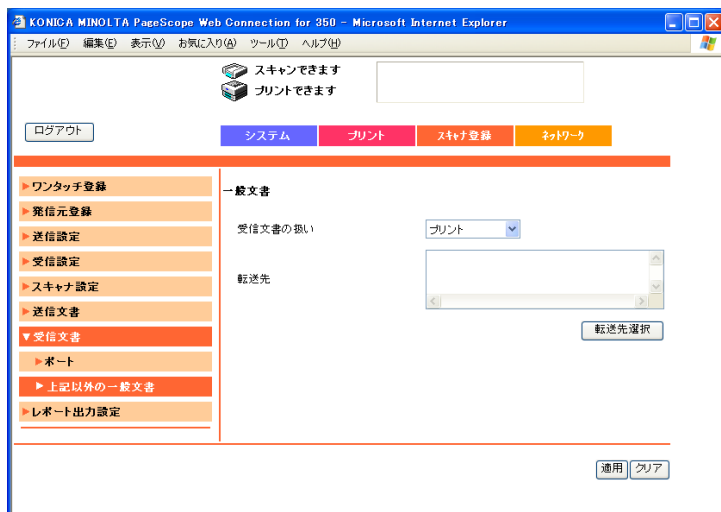 KONICA MINOLTA PageScope Web Connection for 350 - Microsoft Internet Explorer
ファイル(F) 編集(E) 表示(V) お気に入り(A) ツール(T) ヘルプ(H)
スキャンできます
プリントできます
ログアウト
システム プリント スキャナ登録 ネットワーク
ワンタッチ登録
発信元登録
送信設定
受信設定
スキャナ設定
送信文書
受信文書
ポート
上記以外の一般文書
レポート出力設定
一般文書
受信文書の扱い プリント
転送先
転送先選択
適用 クリア